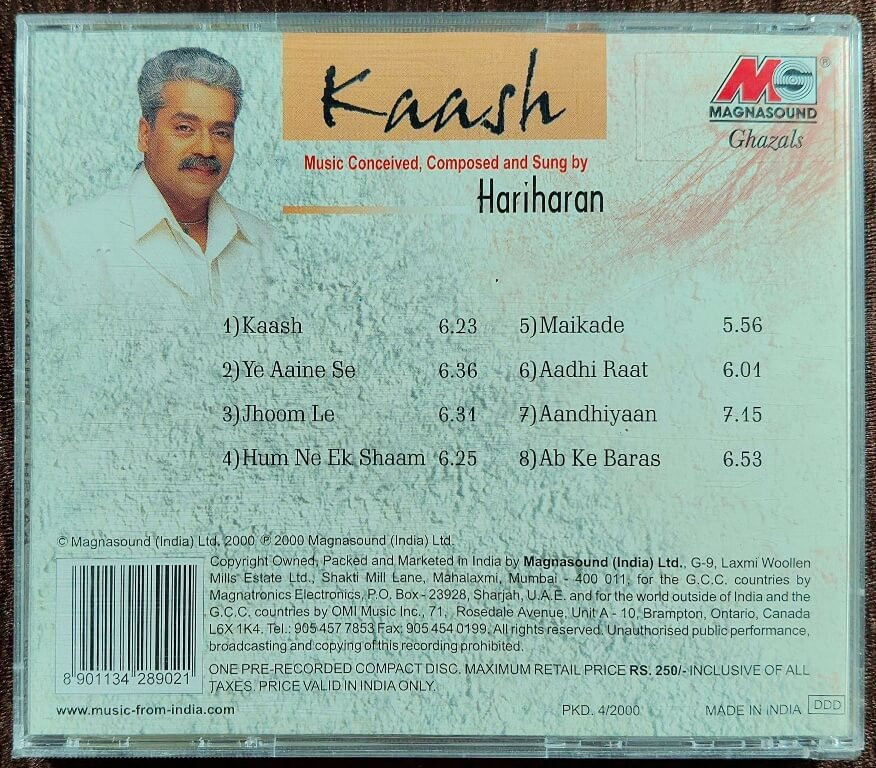 Kaash
MG ®
MAGNASOUND
Ghazals
Music Conceived, Composed and Sung by
Hariharan
1)Kaash 6.23
2)Ye Aaine Se 6.36
3)Jhoom Le 6.31
4)Hum Ne Ek Shaam 6.25
5)Maikade 5.56
6)Aadhi Raat 6.01
7)Aandhiyaan 7.15
8)Ab Ke Baras 6.53
© Magnasound (India) Ltd. 2000 ℗ 2000 Magnasound (India) Ltd.
Copyright Owned, Packed and Marketed in India by Magnasound (India) Ltd., G-9, Laxmi Woollen
Mills Estate Ltd., Shakti Mill Lane, Mahalaxmi, Mumbai - 400 011, for the G.C.C. countries by
Magnatronics Electronics, P.O. Box - 23928, Sharjah, U.A.E. and for the world outside of India and the
G.C.C. countries by OMI Music Inc., 71, Rosedale Avenue, Unit A - 10, Brampton, Ontario, Canada
L6X 1K4. Tel.: 905 457 7853 Fax: 905 454 0199. All rights reserved. Unauthorised public performance,
broadcasting and copying of this recording prohibited.
8 901134 289021
ONE PRE-RECORDED COMPACT DISC. MAXIMUM RETAIL PRICE RS. 250/- INCLUSIVE OF ALL
TAXES. PRICE VALID IN INDIA ONLY.
www.music-from-india.com
PKD. 4/2000
MADE IN INDIA
DDD